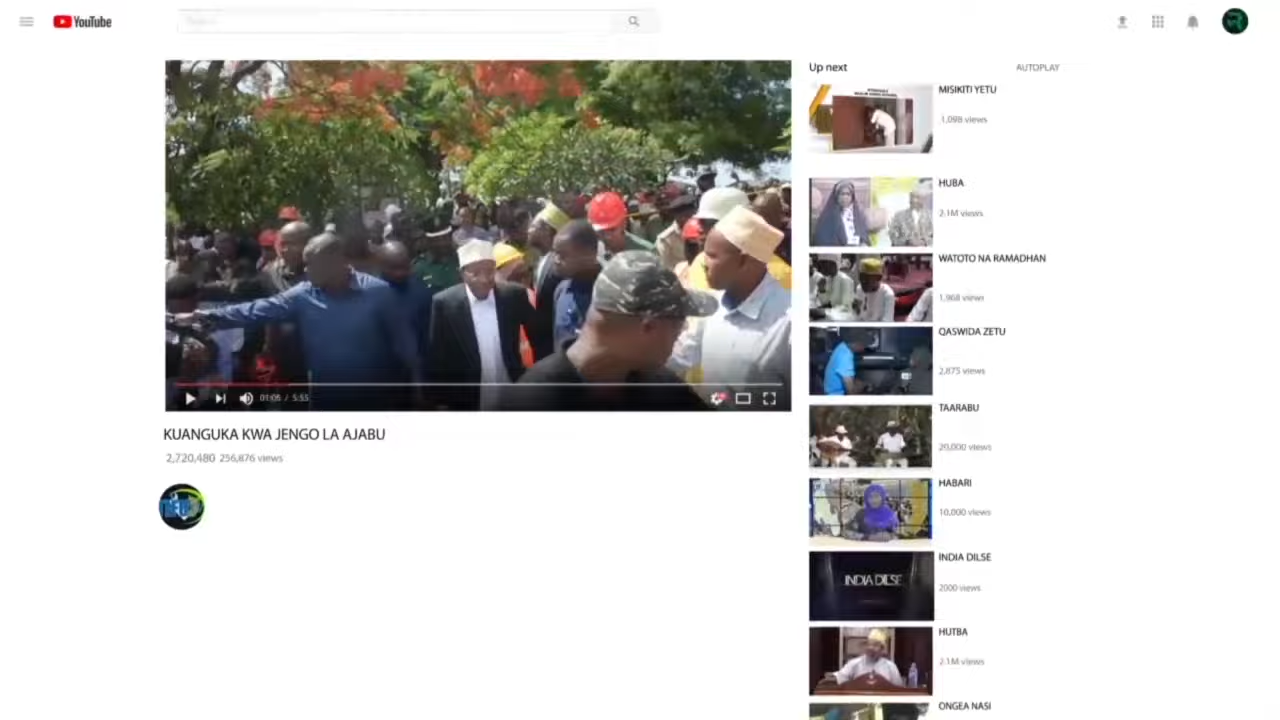 YouTube
Up next
AUTOPLAY
MISIKITI YETU
1,098 views
HUBA
2.1M views
WATOTO NA RAMADHAN
1,968 views
QASWIDA ZETU
2,875 views
TAARABU
20,000 views
HABARI
10,000 views
INDIA DILSE
INDIA DILSE
2000 views
HUTBA
2.1M views
ONGEA NASI
01:06 / 5:55
KUANGUKA KWA JENGO LA AJABU
2,720,480 256,876 views